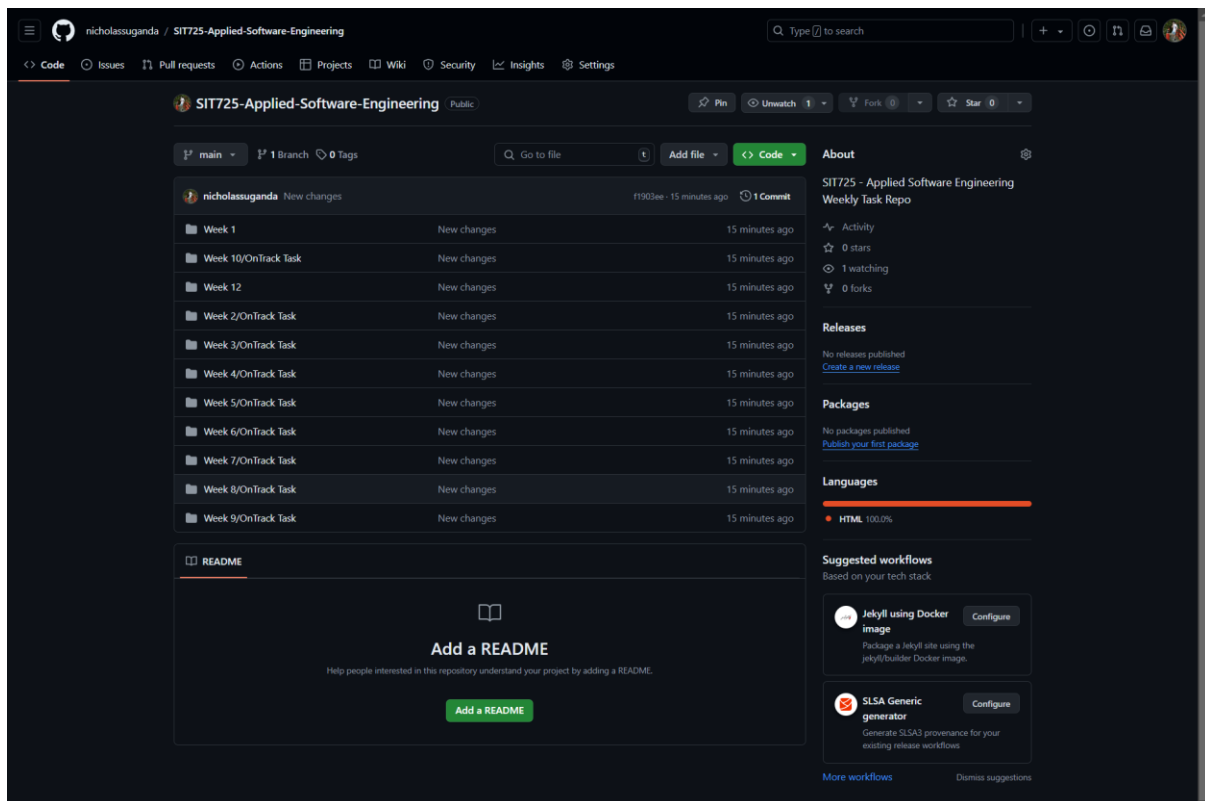 nicholassuganda / SIT725-Applied-Software-Engineering
Type / to search
Code Issues Pull requests Actions Projects Wiki Security Insights Settings
SIT725-Applied-Software-Engineering Public
Pin Unwatch 1 Fork 0 Star 0
main 1 Branch 0 Tags Go to file t Add file <> Code
nicholassuganda New changes f1903ee · 15 minutes ago 1 Commit
Week 1 New changes 15 minutes ago
Week 10/OnTrack Task New changes 15 minutes ago
Week 12 New changes 15 minutes ago
Week 2/OnTrack Task New changes 15 minutes ago
Week 3/OnTrack Task New changes 15 minutes ago
Week 4/OnTrack Task New changes 15 minutes ago
Week 5/OnTrack Task New changes 15 minutes ago
Week 6/OnTrack Task New changes 15 minutes ago
Week 7/OnTrack Task New changes 15 minutes ago
Week 8/OnTrack Task New changes 15 minutes ago
Week 9/OnTrack Task New changes 15 minutes ago
README
Add a README
Help people interested in this repository understand your project by adding a README.
Add a README
About
SIT725 - Applied Software Engineering
Weekly Task Repo
Activity
0 stars
1 watching
0 forks
Releases
No releases published
Create a new release
Packages
No packages published
Publish your first package
Languages
HTML 100.0%
Suggested workflows
Based on your tech stack
Jekyll using Docker
image
Configure
Package a Jekyll site using the
jekyll/builder Docker image.
SLSA Generic
generator
Configure
Generate SLSA3 provenance for your
existing release workflows
More workflows Dismiss suggestions